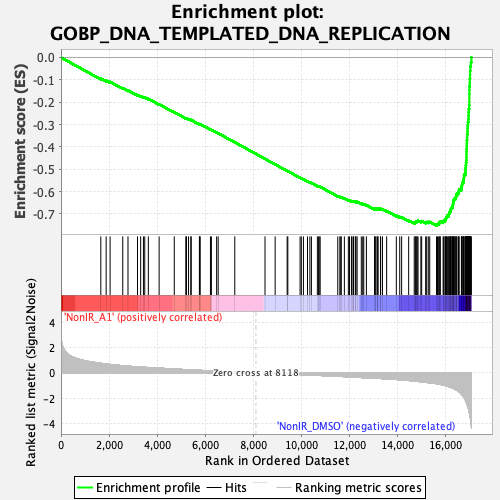 Enrichment plot:
GOBP_DNA_TEMPLATED_DNA_REPLICATION
Enrichment score (ES)
0.0
-0.1
-0.2
-0.3
-0.4
-0.5
-0.6
-0.7
Ranked list metric (Signal2Noise)
'NonIR_A1' (positively correlated)
4
2
0
-2
-4
Zero cross at 8118
'NonIR_DMSO' (negatively correlated)
0
2,000
4,000
6,000
8,000
10,000
12,000
14,000
16,000
Rank in Ordered Dataset
Enrichment profile
Hits
Ranking metric scores